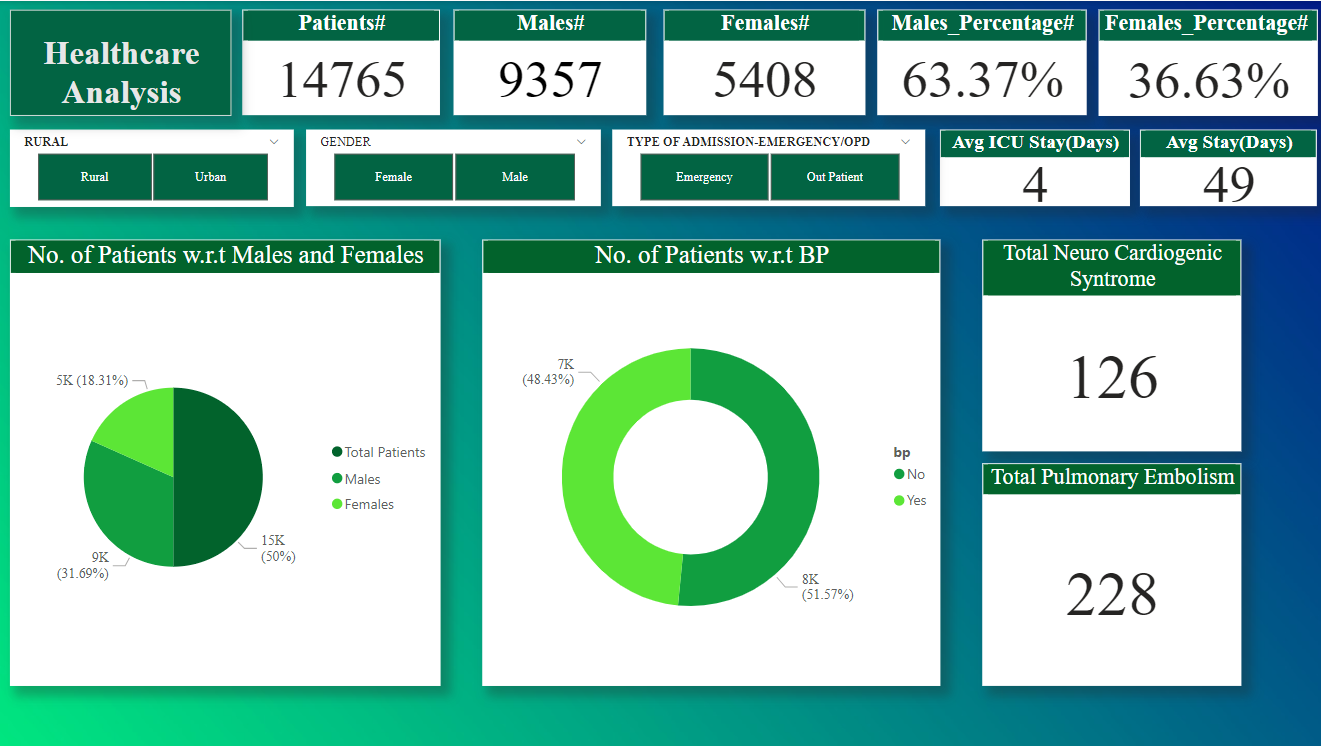 Healthcare
Analysis
Patients#
14765
Males#
9357
Females#
5408
Males_Percentage#
63.37%
Females_Percentage#
36.63%
RURAL
Rural
Urban
GENDER
Female
Male
TYPE OF ADMISSION-EMERGENCY/OPD
Emergency
Out Patient
Avg ICU Stay(Days)
4
Avg Stay(Days)
49
No. of Patients w.r.t Males and Females
5K (18.31%)
9K
(31.69%)
15K
(50%)
Total Patients
Males
Females
No. of Patients w.r.t BP
7K
(48.43%)
8K
(51.57%)
bp
No
Yes
Total Neuro Cardiogenic
Syntrome
126
Total Pulmonary Embolism
228